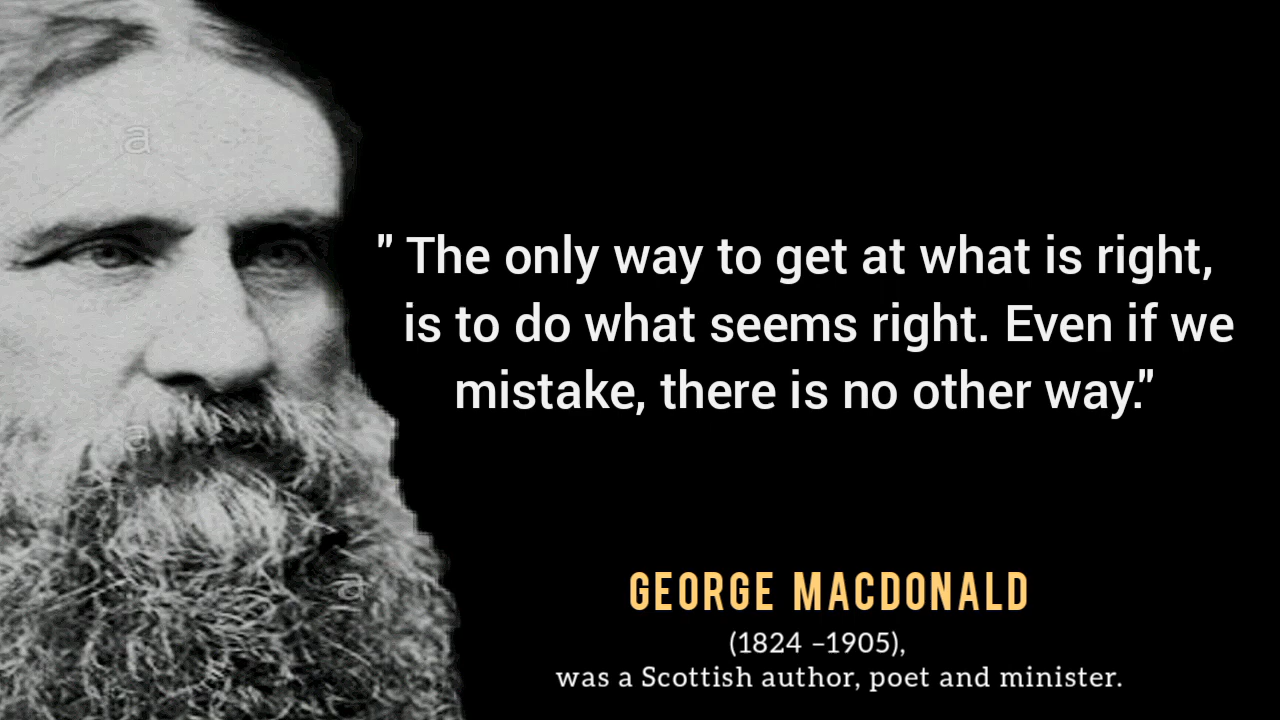 " The only way to get at what is right,
is to do what seems right. Even if we
mistake, there is no other way."
GEORGE MACDONALD
(1824 –1905),
was a Scottish author, poet and minister.
a
a
a